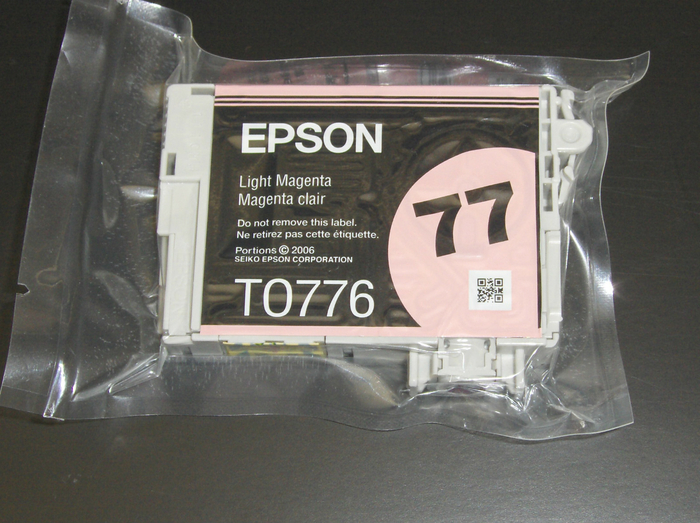 EPSON
Light Magenta
Magenta clair
77
Do not remove this label.
Ne retirez pas cette étiquette.
Portions © 2006
SEIKO EPSON CORPORATION
T0776